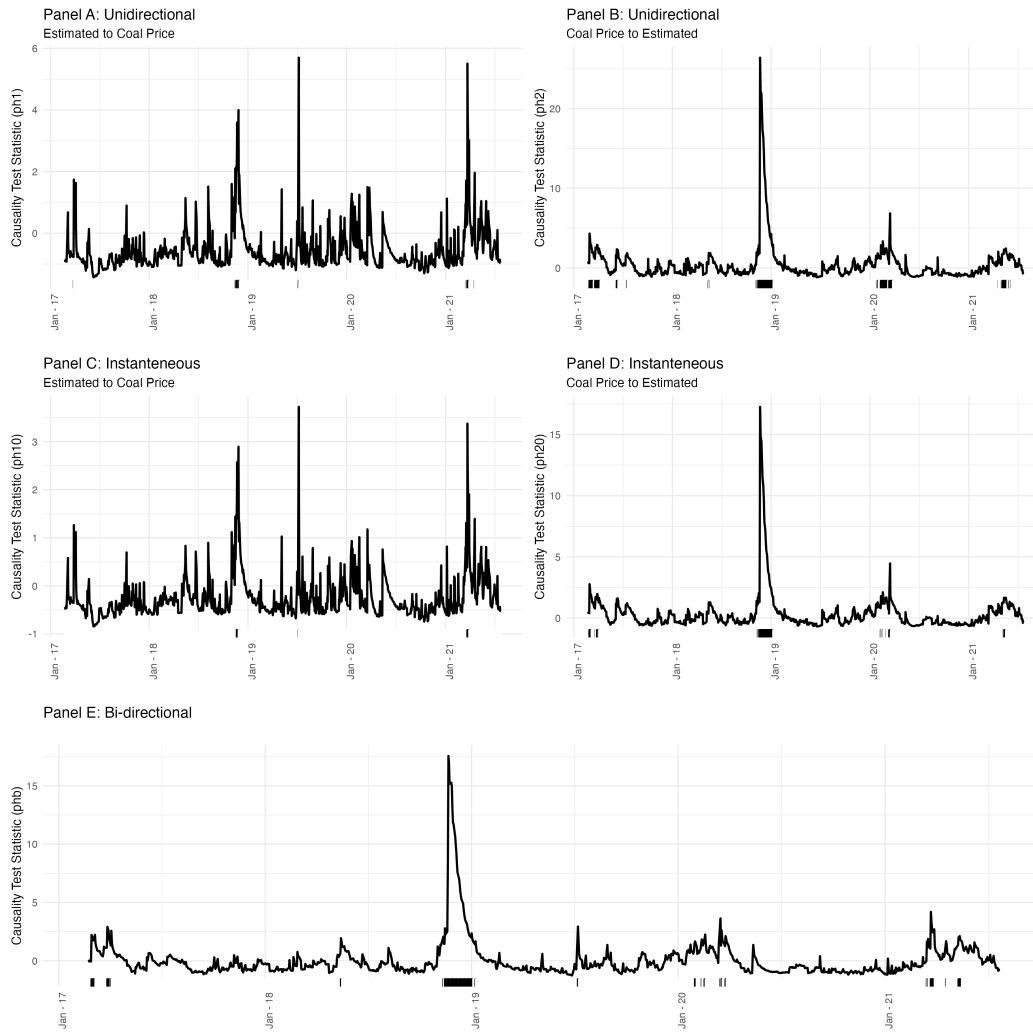 Panel A: Unidirectional
Estimated to Coal Price
Causality Test Statistic (ph1)
6
4
2
0
Jan - 17
Jan - 18
Jan - 19
Jan - 20
Jan - 21
Panel B: Unidirectional
Coal Price to Estimated
Causality Test Statistic (ph2)
20
10
0
Jan - 17
Jan - 18
Jan - 19
Jan - 20
Jan - 21
Panel C: Instanteneous
Estimated to Coal Price
Causality Test Statistic (ph10)
3
2
1
0
-1
Jan - 17
Jan - 18
Jan - 19
Jan - 20
Jan - 21
Panel D: Instanteneous
Coal Price to Estimated
Causality Test Statistic (ph20)
15
10
5
0
Jan - 17
Jan - 18
Jan - 19
Jan - 20
Jan - 21
Panel E: Bi-directional
Causality Test Statistic (phb)
15
10
5
0
Jan - 17
Jan - 18
Jan - 19
Jan - 20
Jan - 21